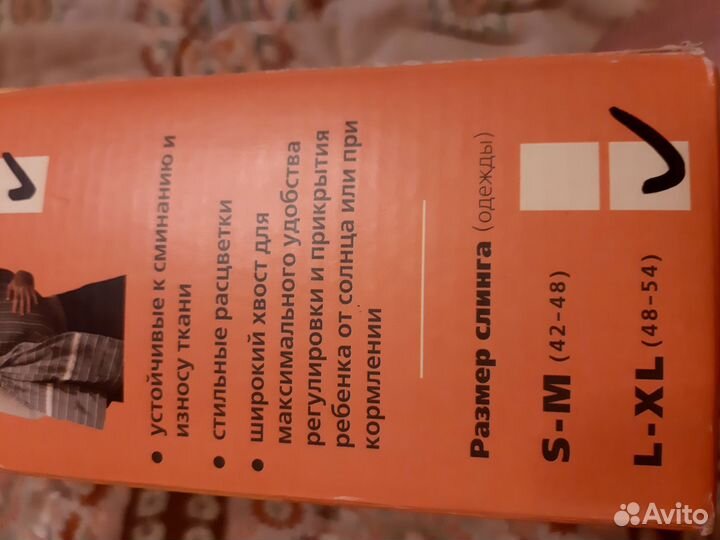 • устойчивые к сминанию и
износу ткани
• стильные расцветки
• широкий хвост для
максимального удобства
регулировки и прикрытия
ребенка от солнца или при
кормлении
Размер слинга (одежды)
S-M (42-48)
L-XL (48-54)
Avito